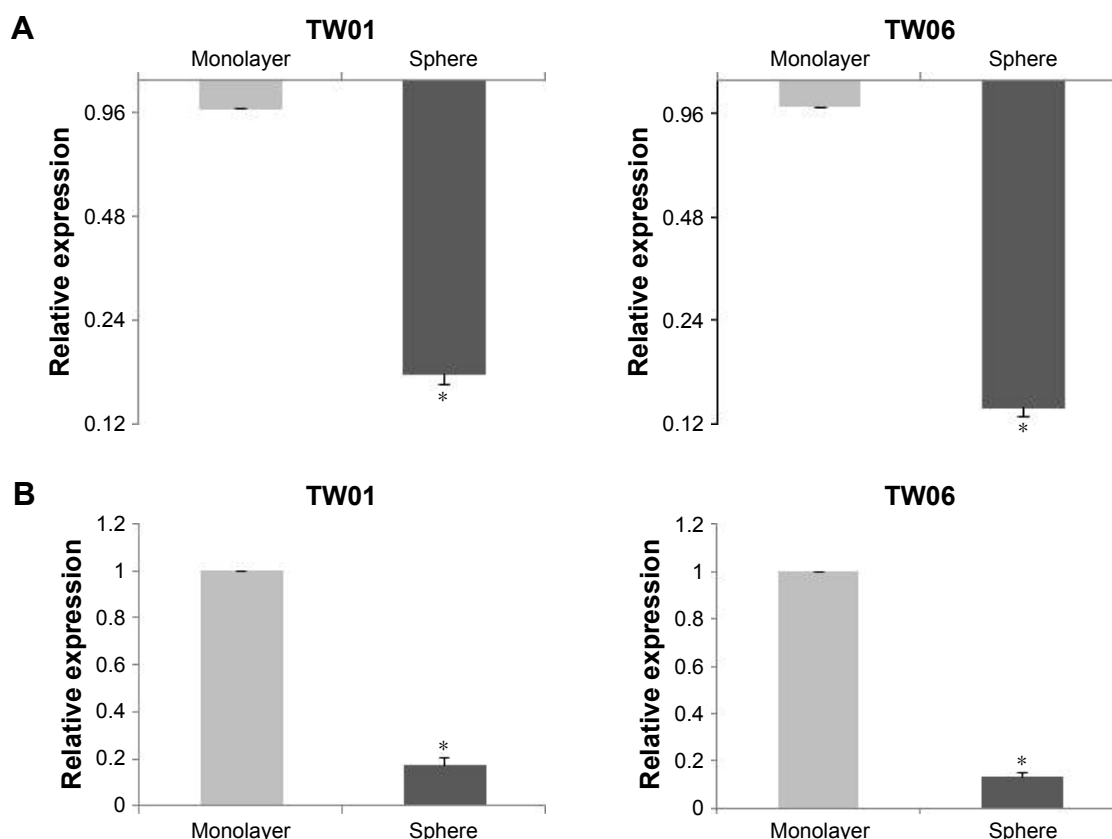 A
TW01
Monolayer Sphere
Relative expression
0.96
0.48
0.24
0.12
*
TW06
Monolayer Sphere
Relative expression
0.96
0.48
0.24
0.12
*
B
TW01
Relative expression
1.2
1
0.8
0.6
0.4
0.2
0
*
Monolayer Sphere
TW06
Relative expression
1.2
1
0.8
0.6
0.4
0.2
0
*
Monolayer Sphere